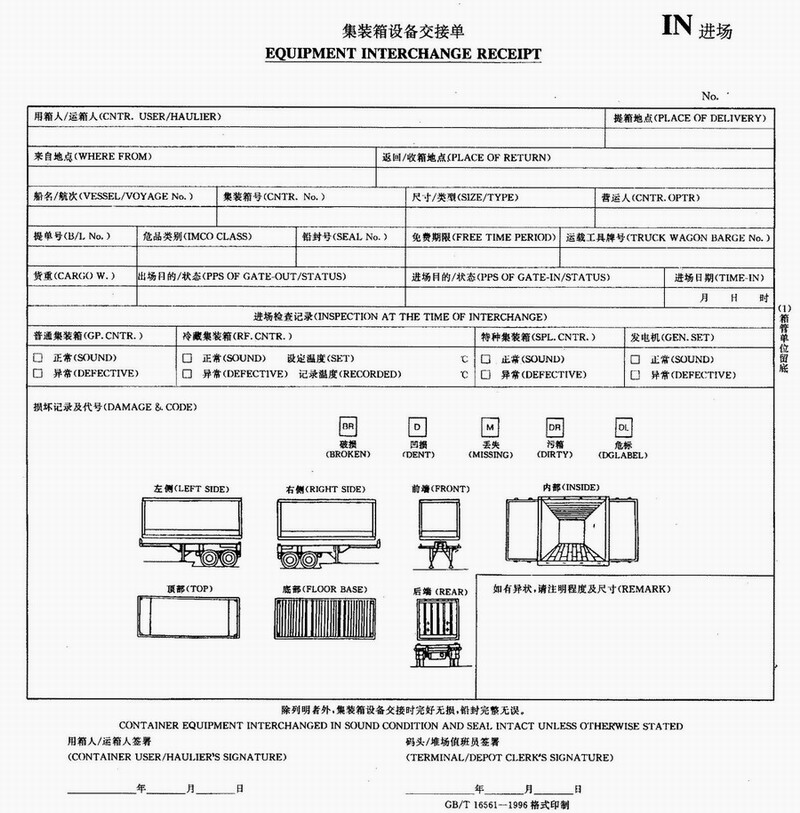 集装箱设备交接单
IN 进场
EQUIPMENT INTERCHANGE RECEIPT
No.
用箱人/运箱人(CNTR. USER/HAULIER) 提箱地点(PLACE OF DELIVERY)
来自地点(WHERE FROM) 返回/收箱地点(PLACE OF RETURN)
船名/航次(VESSEL/VOYAGE No.) 集装箱号(CNTR. No.) 尺寸/类型(SIZE/TYPE) 营运人(CNTR.OPTR)
提单号(B/L No.) 危品类别(IMCO CLASS) 铅封号(SEAL No.) 免费期限(FREE TIME PERIOD) 运载工具牌号(TRUCK WAGON BARGE No.)
货重(CARGO W.) 出场目的/状态(PPS OF GATE-OUT/STATUS) 进场目的/状态(PPS OF GATE-IN/STATUS) 进场日期(TIME-IN)
月 日 时
进场检查记录(INSPECTION AT THE TIME OF INTERCHANGE)
普通集装箱(GP.CNTR.) 冷藏集装箱(RF.CNTR.) 特种集装箱(SPL.CNTR.) 发电机(GEN.SET)
正常(SOUND) 正常(SOUND) 设定温度(SET) ℃ 正常(SOUND) 正常(SOUND)
异常(DEFECTIVE) 异常(DEFECTIVE) 记录温度(RECORDED) ℃ 异常(DEFECTIVE) 异常(DEFECTIVE)
(1)箱管单位留底
损坏记录及代号(DAMAGE & CODE)
BR D M DR DL
破损 凹损 丢失 污箱 危标
(BROKEN) (DENT) (MISSING) (DIRTY) (DGLABEL)
左侧(LEFT SIDE) 右侧(RIGHT SIDE) 前端(FRONT) 内部(INSIDE)
顶部(TOP) 底部(FLOOR BASE) 后端(REAR) 如有异状,请注明程度及尺寸(REMARK)
除列明者外,集装箱设备交接时完好无损,铅封完整无误。
CONTAINER EQUIPMENT INTERCHANGED IN SOUND CONDITION AND SEAL INTACT UNLESS OTHERWISE STATED
用箱人/运箱人签署 码头/堆场值班员签署
(CONTAINER USER/HAULIER'S SIGNATURE) (TERMINAL/DEPOT CLERK'S SIGNATURE)
年 月 日 年 月 日
GB/T 16561—1996 格式印制